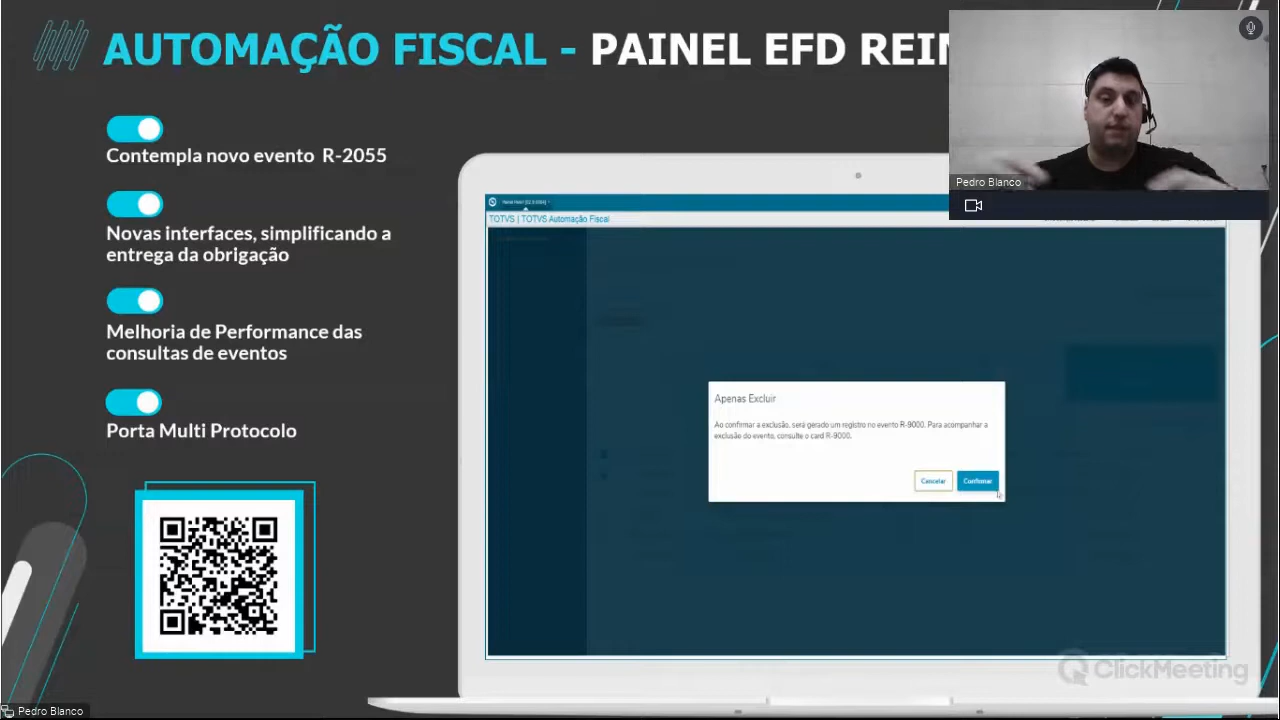 AUTOMAÇÃO FISCAL - PAINEL EFD REIN
Pedro Blanco
Contempla novo evento R-2055
Novas interfaces, simplificando a
entrega da obrigação
Melhoria de Performance das
consultas de eventos
Porta Multi Protocolo
TOTVS | TOTVS Automação Fiscal
Apenas Excluir
Ao confirmar a exclusão, será gerado um registro no evento R-9000. Para acompanhar a
exclusão do evento, consulte o card R-9000.
Cancelar
Confirmar
ClickMeeting
Pedro Blanco